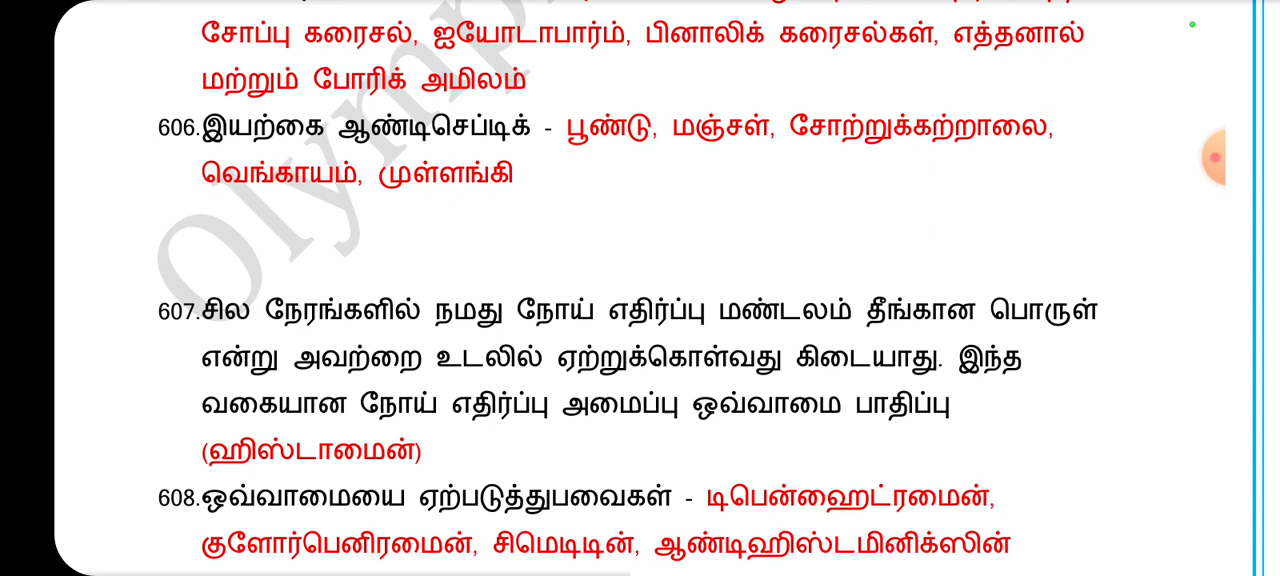 சோப்பு கரைசல், ஐயோடாபார்ம், பினாலிக் கரைசல்கள், எத்தனால்
மற்றும் போரிக் அமிலம்
606.இயற்கை ஆண்டிசெப்டிக் - பூண்டு, மஞ்சள், சோற்றுக்கற்றாலை,
வெங்காயம், முள்ளங்கி
607.சில நேரங்களில் நமது நோய் எதிர்ப்பு மண்டலம் தீங்கான பொருள்
என்று அவற்றை உடலில் ஏற்றுக்கொள்வது கிடையாது. இந்த
வகையான நோய் எதிர்ப்பு அமைப்பு ஒவ்வாமை பாதிப்பு
(ஹிஸ்டாமைன்)
608.ஒவ்வாமையை ஏற்படுத்துபவைகள் - டிபென்ஹைட்ரமைன்,
குளோர்பெனிரமைன், சிமெடிடின், ஆண்டிஹிஸ்டமினிக்ஸின்